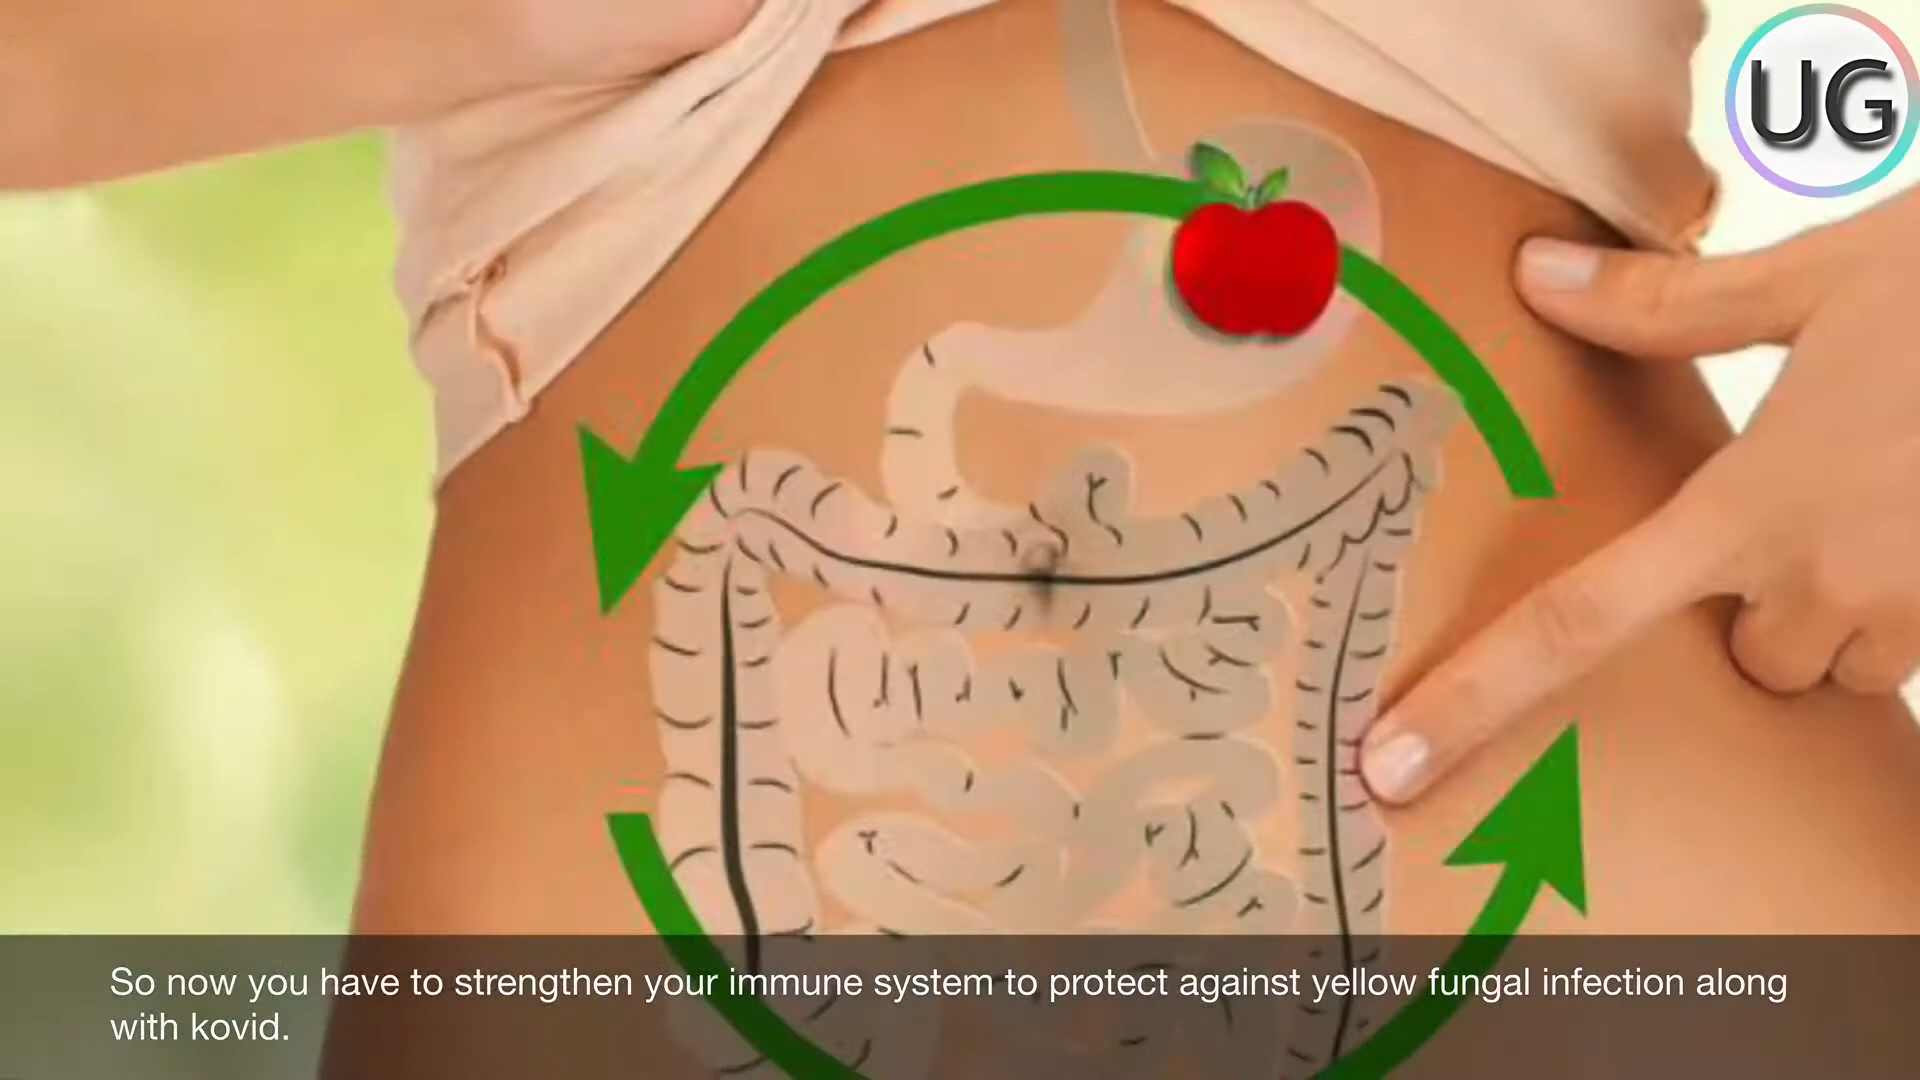 UG
So now you have to strengthen your immune system to protect against yellow fungal infection along
with kovid.